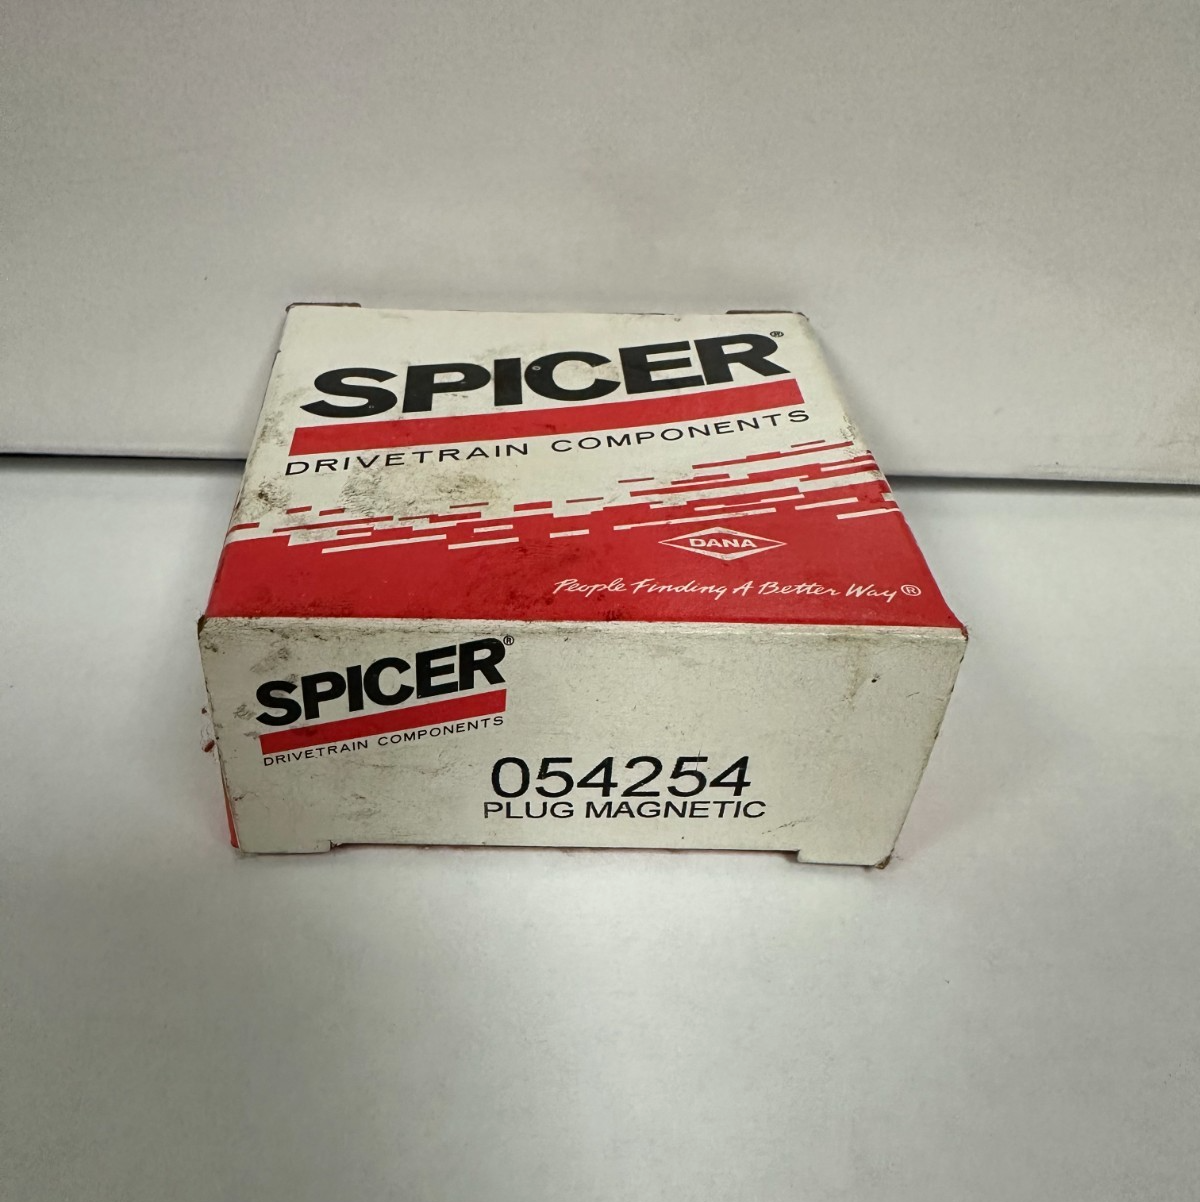 SPICER®
DRIVETRAIN COMPONENTS
DANA
People Finding A Better Way®
SPICER®
DRIVETRAIN COMPONENTS
054254
PLUG MAGNETIC